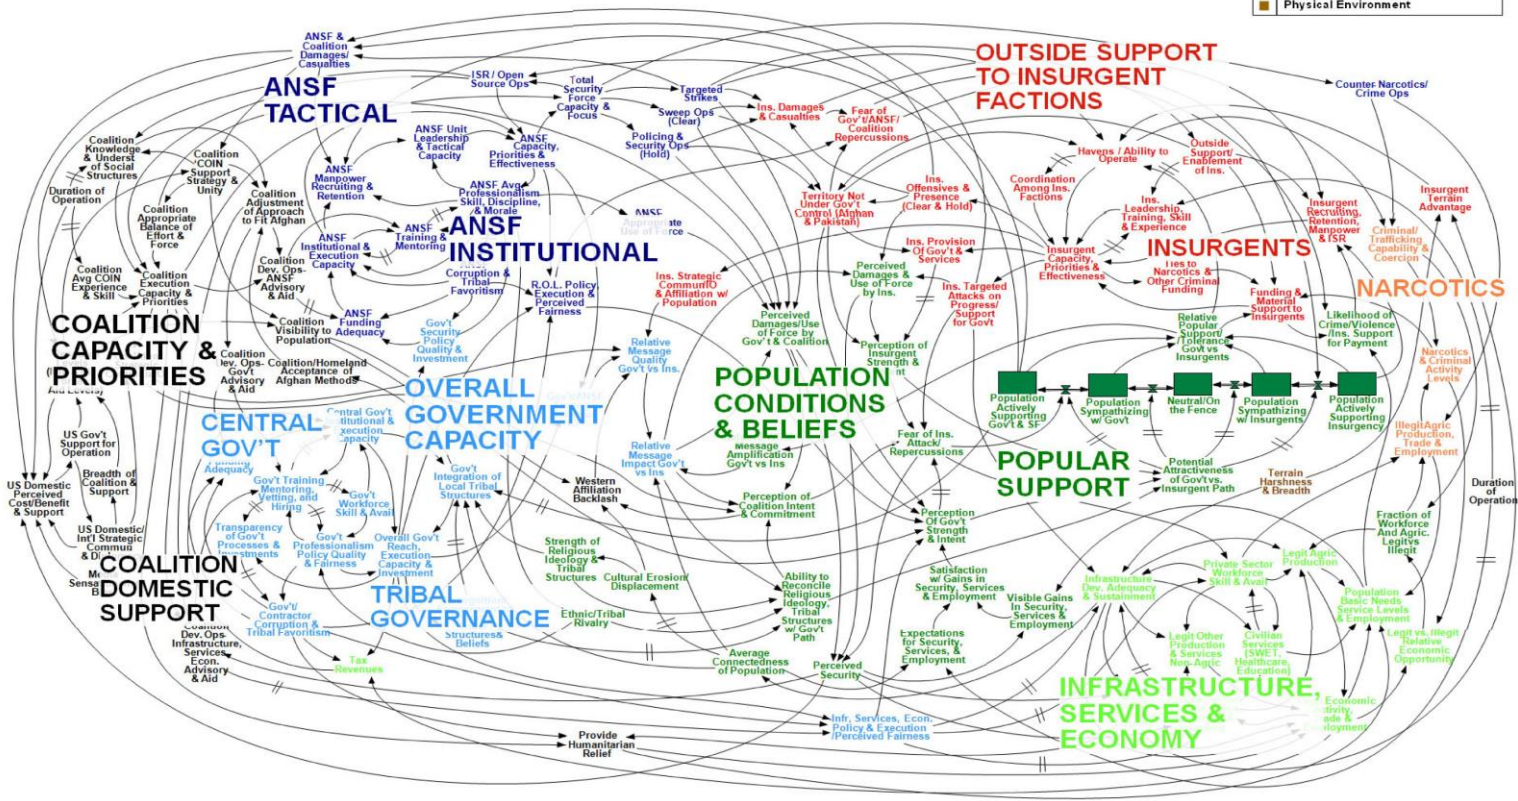 Physical Environment
ANSF &
Coalition
Damages/
Casualties
ANSF
TACTICAL
ISR / Open
Source Ops
Total
Security
Force
Capacity &
Focus
Targeted
Strikes
Sweep Ops
(Clear)
Policing &
Security Ops
(Hold)
Ins. Damages
& Casualties
Fear of
Gov't/ANSF/
Coalition
Repercussions
OUTSIDE SUPPORT
TO INSURGENT
FACTIONS
Counter Narcotics/
Crime Ops
Coalition
Knowledge
& Underst
of Social
Structures
Coalition
COIN
Support
Strategy &
Unity
Duration of
Operation
Coalition
Appropriate
Balance of
Effort &
Force
Coalition
Adjustment
of Approach
to Fit Afghan
ANSF
Manpower
Recruiting &
Retention
ANSF Unit
Leadership
& Tactical
Capacity
ANSF
Capacity,
Priorities &
Effectiveness
ANSF Avg
Professionalism
Skill, Discipline,
& Morale
ANSF
INSTITUTIONAL
ANSF
Training &
Mentoring
ANSF
Institutional &
Execution
Capacity
Corruption &
Tribal
Favoritism
R.O.L. Policy,
Execution &
Perceived
Fairness
ANSF
Funding
Adequacy
Coalition
Avg COIN
Experience
& Skill
Coalition
Execution
Capacity &
Priorities
Coalition
Dev. Ops-
ANSF
Advisory
& Aid
Coalition
Visibility to
Population
COALITION
CAPACITY &
PRIORITIES
Coalition
Dev. Ops-
Gov't
Advisory
& Aid
Coalition/Homeland
Acceptance of
Afghan Methods
Gov't
Security
Policy
Quality &
Investment
Territory Not
Under Gov't
Control (Afghan
& Pakistan)
Ins.
Offensives &
Presence
(Clear & Hold)
Ins. Provision
Of Gov't &
Services
Ins. Strategic
Commun/IO
& Affiliation w/
Population
Perceived
Damages &
Use of Force
by Ins.
Ins. Targeted
Attacks on
Progress/
Support
for Govt
Havens / Ability to
Operate
Outside
Support/
Enablement
of Ins.
Coordination
Among Ins.
Factions
Ins.
Leadership,
Training, Skill
& Experience
Insurgent
Capacity,
Priorities &
Effectiveness
INSURGENTS
Ties to
Narcotics &
Other Criminal
Funding
Insurgent
Recruiting,
Retention,
Manpower
& ISR
Insurgent
Terrain
Advantage
Criminal/
Trafficking
Capability &
Coercion
NARCOTICS
Funding &
Material
Support to
Insurgents
Relative
Popular
Support/
/Tolerance
Govt vs
Insurgents
Likelihood of
Crime/Violence
/Ins. Support
for Payment
Narcotics
& Criminal
Activity
Levels
Perceived
Damages/Use
of Force by
Gov't & Coalition
Perception of
Insurgent
Strength &
Relative
Message
Quality
Gov't vs Ins.
POPULATION
CONDITIONS
& BELIEFS
Population
Actively
Supporting
Gov't & SF
Population
Sympathizing
w/ Govt
Neutral/On
the Fence
Population
Sympathizing
w/ Insurgents
Population
Actively
Supporting
Insurgency
OVERALL
GOVERNMENT
CAPACITY
CENTRAL
GOV'T
Central Gov't
Capacity
Adequacy
Gov't Training
Mentoring,
Vetting, and
Hiring
Gov't
Workforce
Skill & Avail
Gov't
Integration of
Local Tribal
Structures
Western
Affiliation
Backlash
Relative
Message
Impact Gov't
vs Ins
Message
Amplification
Gov't vs Ins
Perception of
Coalition Intent
& Commitment
Fear of Ins.
Attack/
Repercussions
POPULAR
SUPPORT
Potential
Attractiveness
of Gov't vs.
Insurgent Path
Terrain
Harshness
& Breadth
Illegit Agric
Production,
Trade &
Employment
Duration
of
Operation
US Gov't
Support for
Operation
Breadth of
Coalition &
Support
US Domestic
Perceived
Cost/Benefit
& Support
US Domestic/
Int'l Strategic
Commun
COALITION
DOMESTIC
SUPPORT
Transparency
of Gov't
Processes &
Investments
Gov't
Professionalism
Policy Quality
& Fairness
Overall Gov't
Reach,
Execution
Capacity &
Investment
TRIBAL
GOVERNANCE
Structures&
Beliefs
Gov't/
Contractor
Corruption &
Tribal Favoritism
Tax
Revenues
Dev. Ops-
Infrastructure,
Services,
Econ.
Advisory
& Aid
Strength of
Religious
Ideology &
Tribal
Structures
Cultural Erosion/
Displacement
Ethnic/Tribal
Rivalry
Ability to
Reconcile
Religious
Ideology,
Tribal
Structures
w/ Gov't
Path
Average
Connectedness
of Population
Perceived
Security
Perception
Of Gov't
Strength
& Intent
Satisfaction
w/ Gains in
Security, Services
& Employment
Expectations
for Security,
Services, &
Employment
Visible Gains
In Security,
Services &
Employment
Infrastructure
Dev. Adequacy
& Sustainment
Private Sector
Workforce
Skill & Avail
Legit Agric
Production
Fraction of
Workforce
And Agric.
Legit vs
Illegit
Population
Basic Needs
Service Levels
& Employment
Legit vs. Illegit
Relative
Economic
Opportunity
Legit Other
Production
& Services
Non-Agric
Civilian
Services
(SWET,
Healthcare,
Education)
INFRASTRUCTURE,
SERVICES &
ECONOMY
Economic
Infr, Services, Econ.
Policy & Execution
/Perceived Fairness
Provide
Humanitarian
Relief